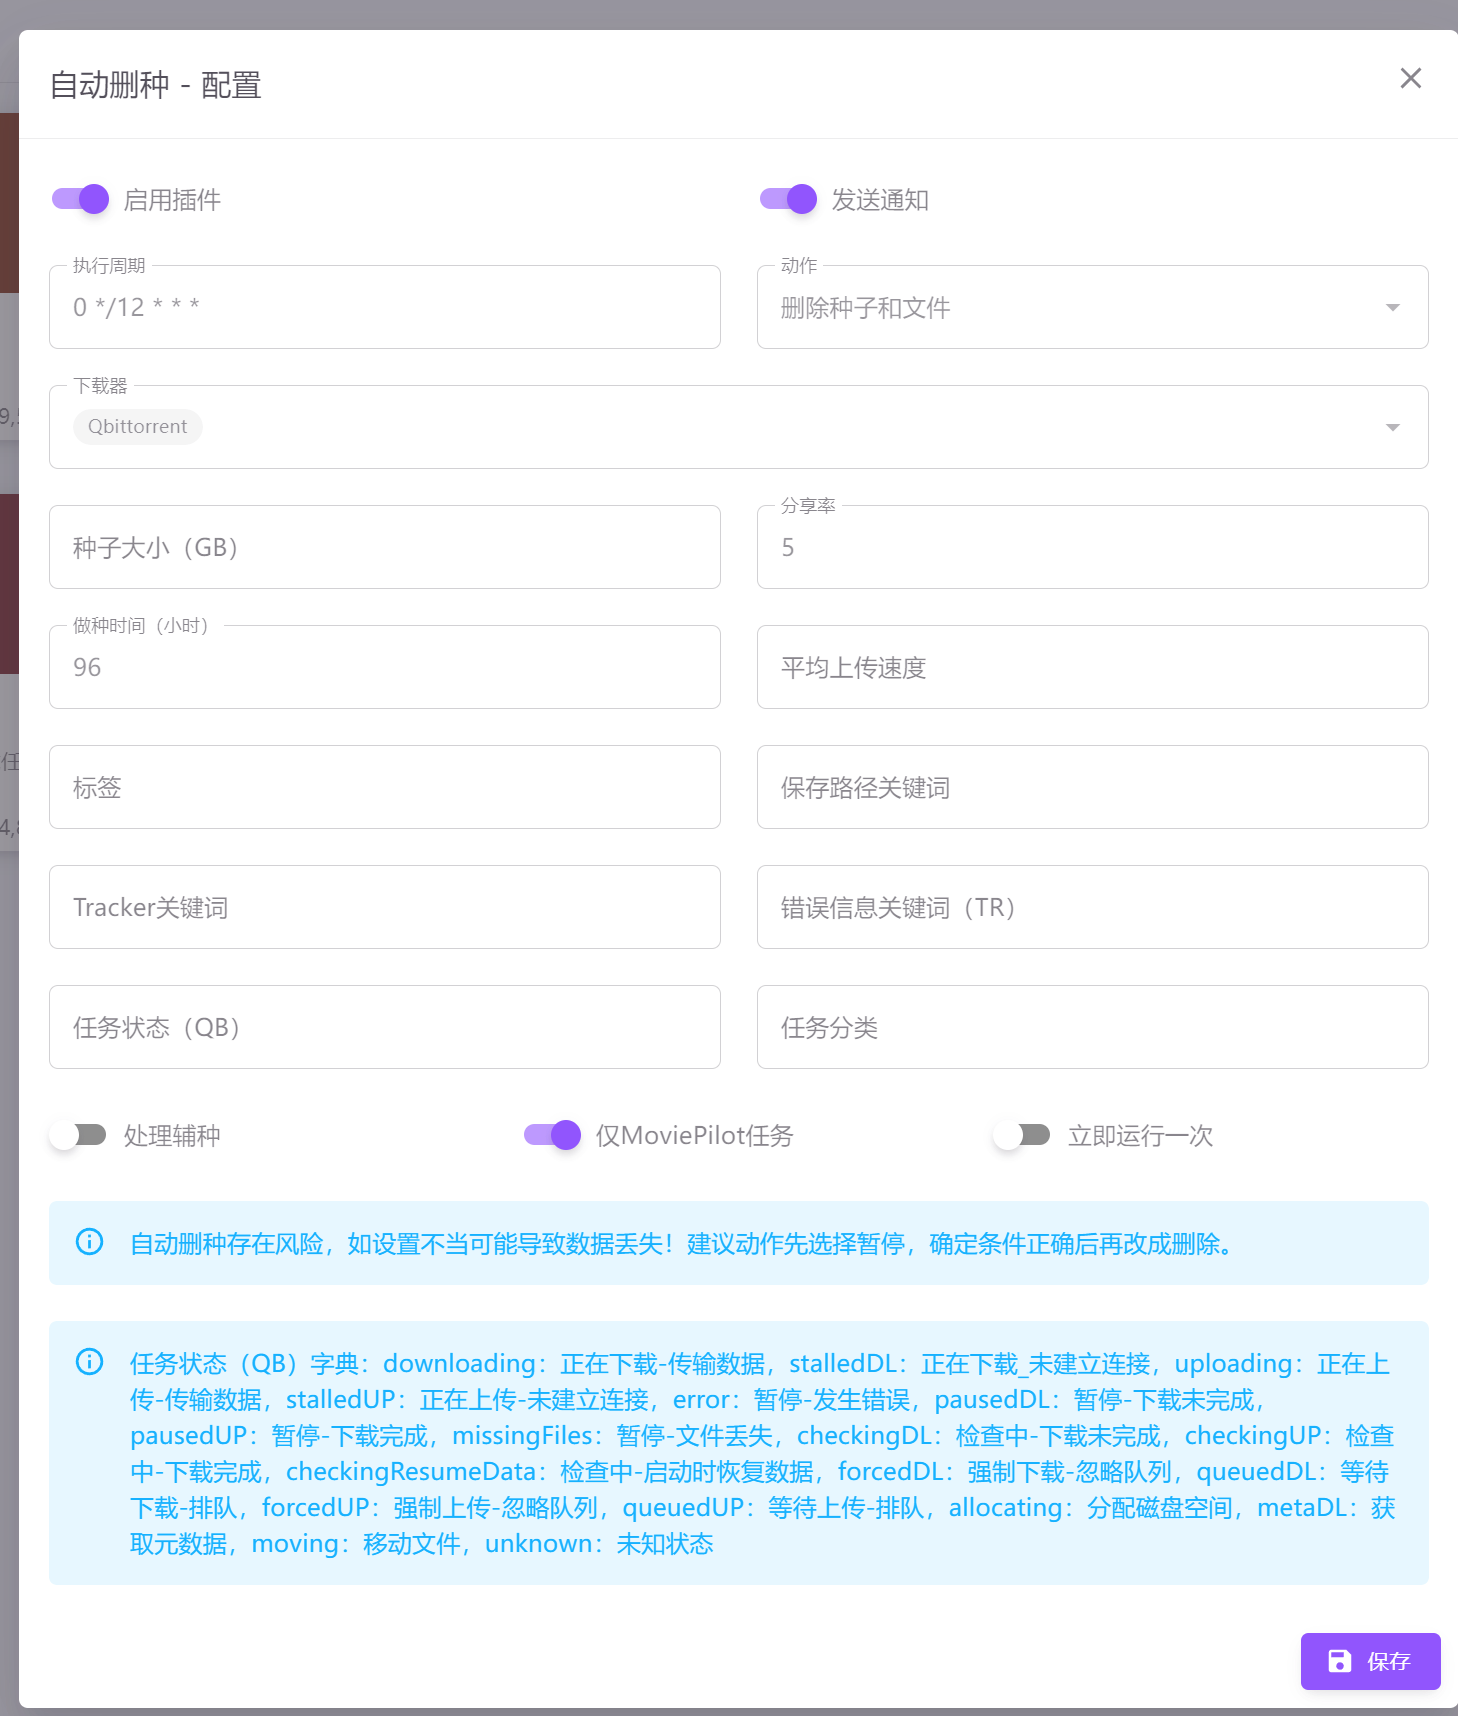 自动删种 - 配置
启用插件
发送通知
执行周期
0 */12 * * *
动作
删除种子和文件
下载器
Qbittorrent
种子大小（GB）
分享率
5
做种时间（小时）
96
平均上传速度
标签
保存路径关键词
Tracker关键词
错误信息关键词（TR）
任务状态（QB）
任务分类
处理辅种
仅MoviePilot任务
立即运行一次
自动删种存在风险，如设置不当可能导致数据丢失！建议动作先选择暂停，确定条件正确后再改成删除。
任务状态（QB）字典：downloading：正在下载-传输数据，stalledDL：正在下载_未建立连接，uploading：正在上
传-传输数据，stalledUP：正在上传-未建立连接，error：暂停-发生错误，pausedDL：暂停-下载未完成，
pausedUP：暂停-下载完成，missingFiles：暂停-文件丢失，checkingDL：检查中-下载未完成，checkingUP：检查
中-下载完成，checkingResumeData：检查中-启动时恢复数据，forcedDL：强制下载-忽略队列，queuedDL：等待
下载-排队，forcedUP：强制上传-忽略队列，queuedUP：等待上传-排队，allocating：分配磁盘空间，metaDL：获
取元数据，moving：移动文件，unknown：未知状态
保存